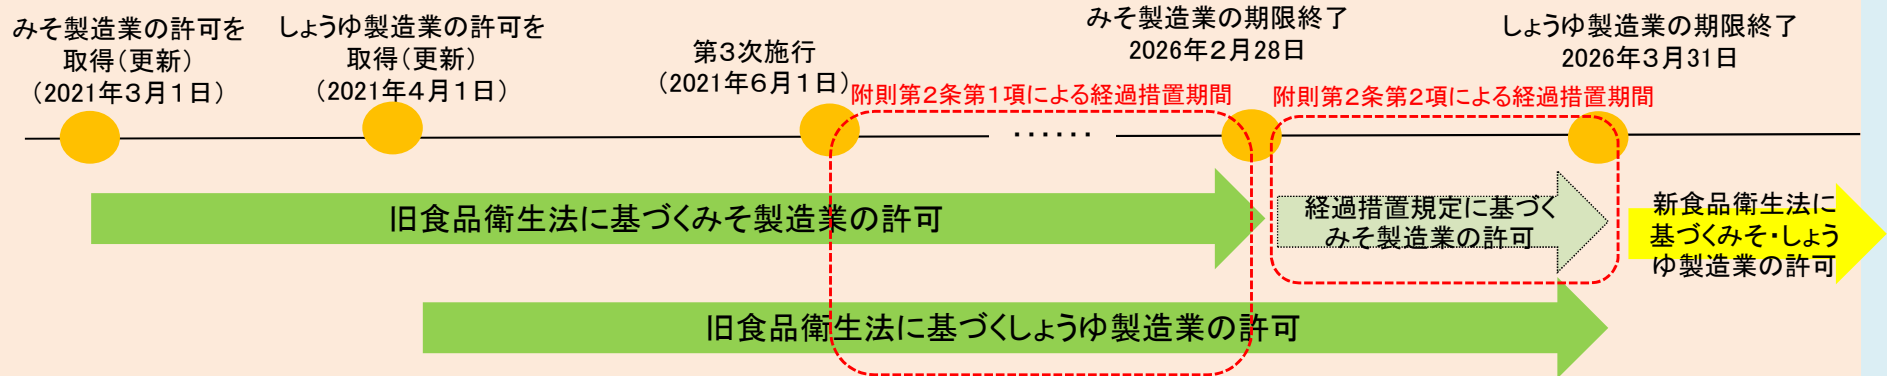 みそ製造業の許可を
取得(更新)
(2021年3月1日)
しょうゆ製造業の許可を
取得(更新)
(2021年4月1日)
第3次施行
(2021年6月1日)
みそ製造業の期限終了
2026年2月28日
しょうゆ製造業の期限終了
2026年3月31日
附則第2条第1項による経過措置期間
附則第2条第2項による経過措置期間
……
旧食品衛生法に基づくみそ製造業の許可
経過措置規定に基づく
みそ製造業の許可
新食品衛生法に
基づくみそ・しょう
ゆ製造業の許可
旧食品衛生法に基づくしょうゆ製造業の許可